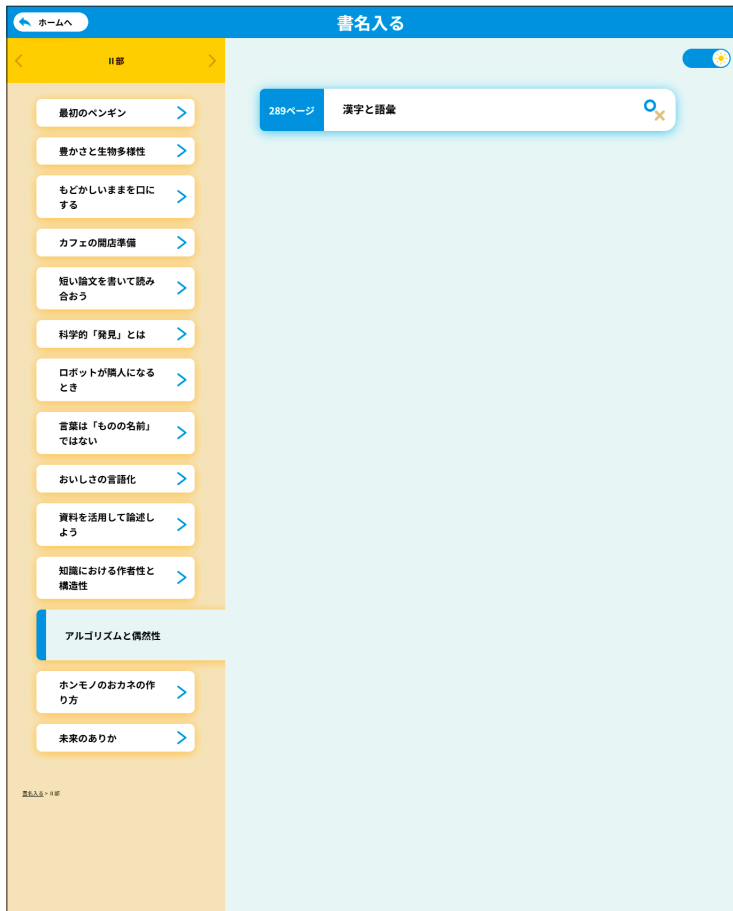 ホームへ
書名入る
Ⅱ部
289ページ
漢字と語彙
最初のペンギン
豊かさと生物多様性
もどかしいままを口に
する
カフェの開店準備
短い論文を書いて読み
合おう
科学的「発見」とは
ロボットが隣人になる
とき
言葉は「ものの名前」
ではない
おいしさの言語化
資料を活用して論述し
よう
知識における作者性と
構造性
アルゴリズムと偶然性
ホンモノのおカネの作
り方
未来のありか
書名入る > Ⅱ部